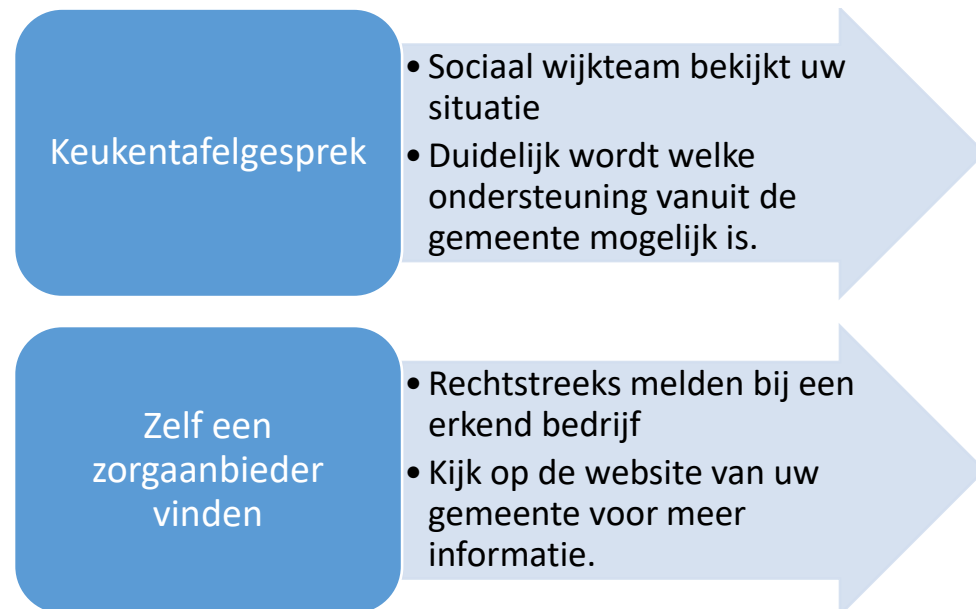 Keukentafelgesprek
• Sociaal wijkteam bekijkt uw
situatie
• Duidelijk wordt welke
ondersteuning vanuit de
gemeente mogelijk is.
Zelf een
zorgaanbieder
vinden
• Rechtstreeks melden bij een
erkend bedrijf
• Kijk op de website van uw
gemeente voor meer
informatie.